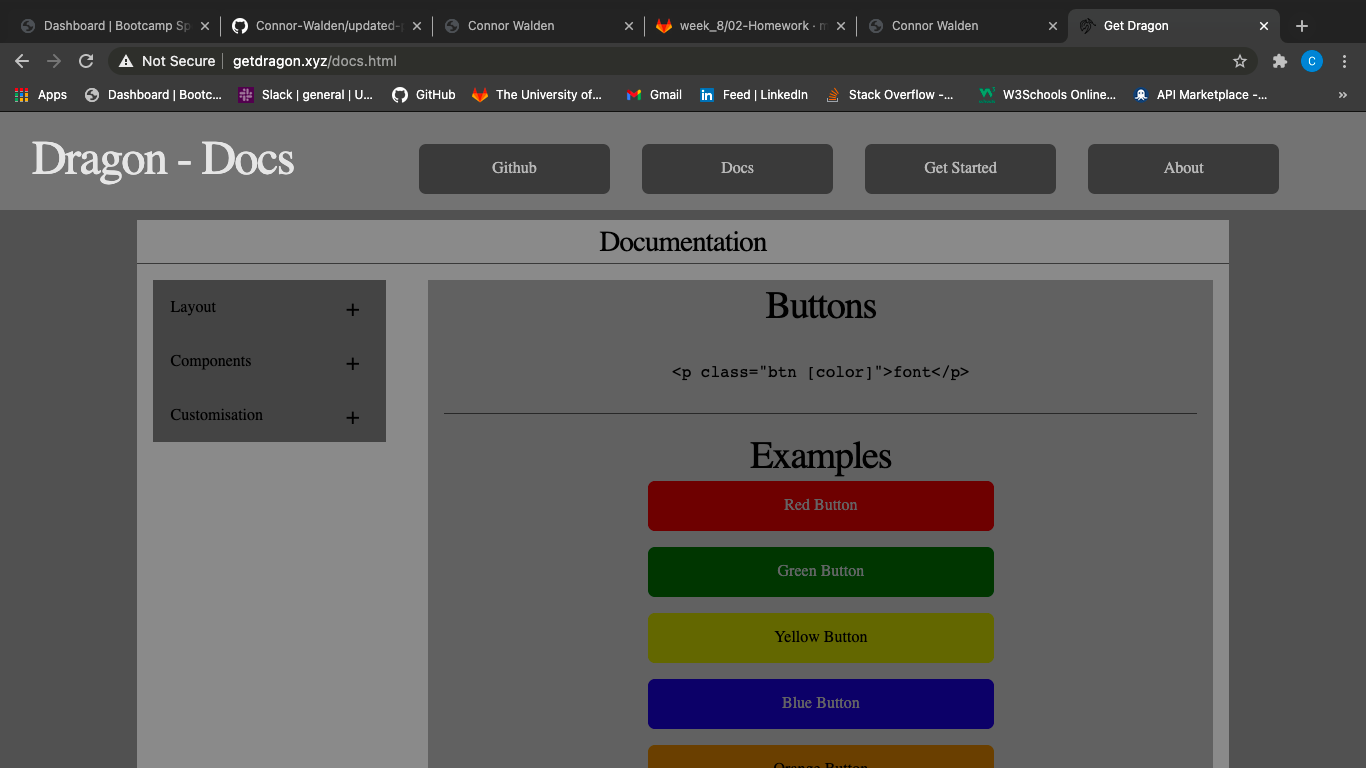 Dashboard | Bootcamp Sp
Connor-Walden/updated-
Connor Walden
week_8/02-Homework · m
Connor Walden
Get Dragon
Not Secure | getdragon.xyz/docs.html
C
Apps
Dashboard | Bootc...
Slack | general | U...
GitHub
The University of...
Gmail
Feed | LinkedIn
Stack Overflow -...
W3Schools Online...
API Marketplace -...
»
Dragon - Docs
Github
Docs
Get Started
About
Documentation
Layout +
Components +
Customisation +
Buttons
<p class="btn [color]">font</p>
Examples
Red Button
Green Button
Yellow Button
Blue Button
Orange Button